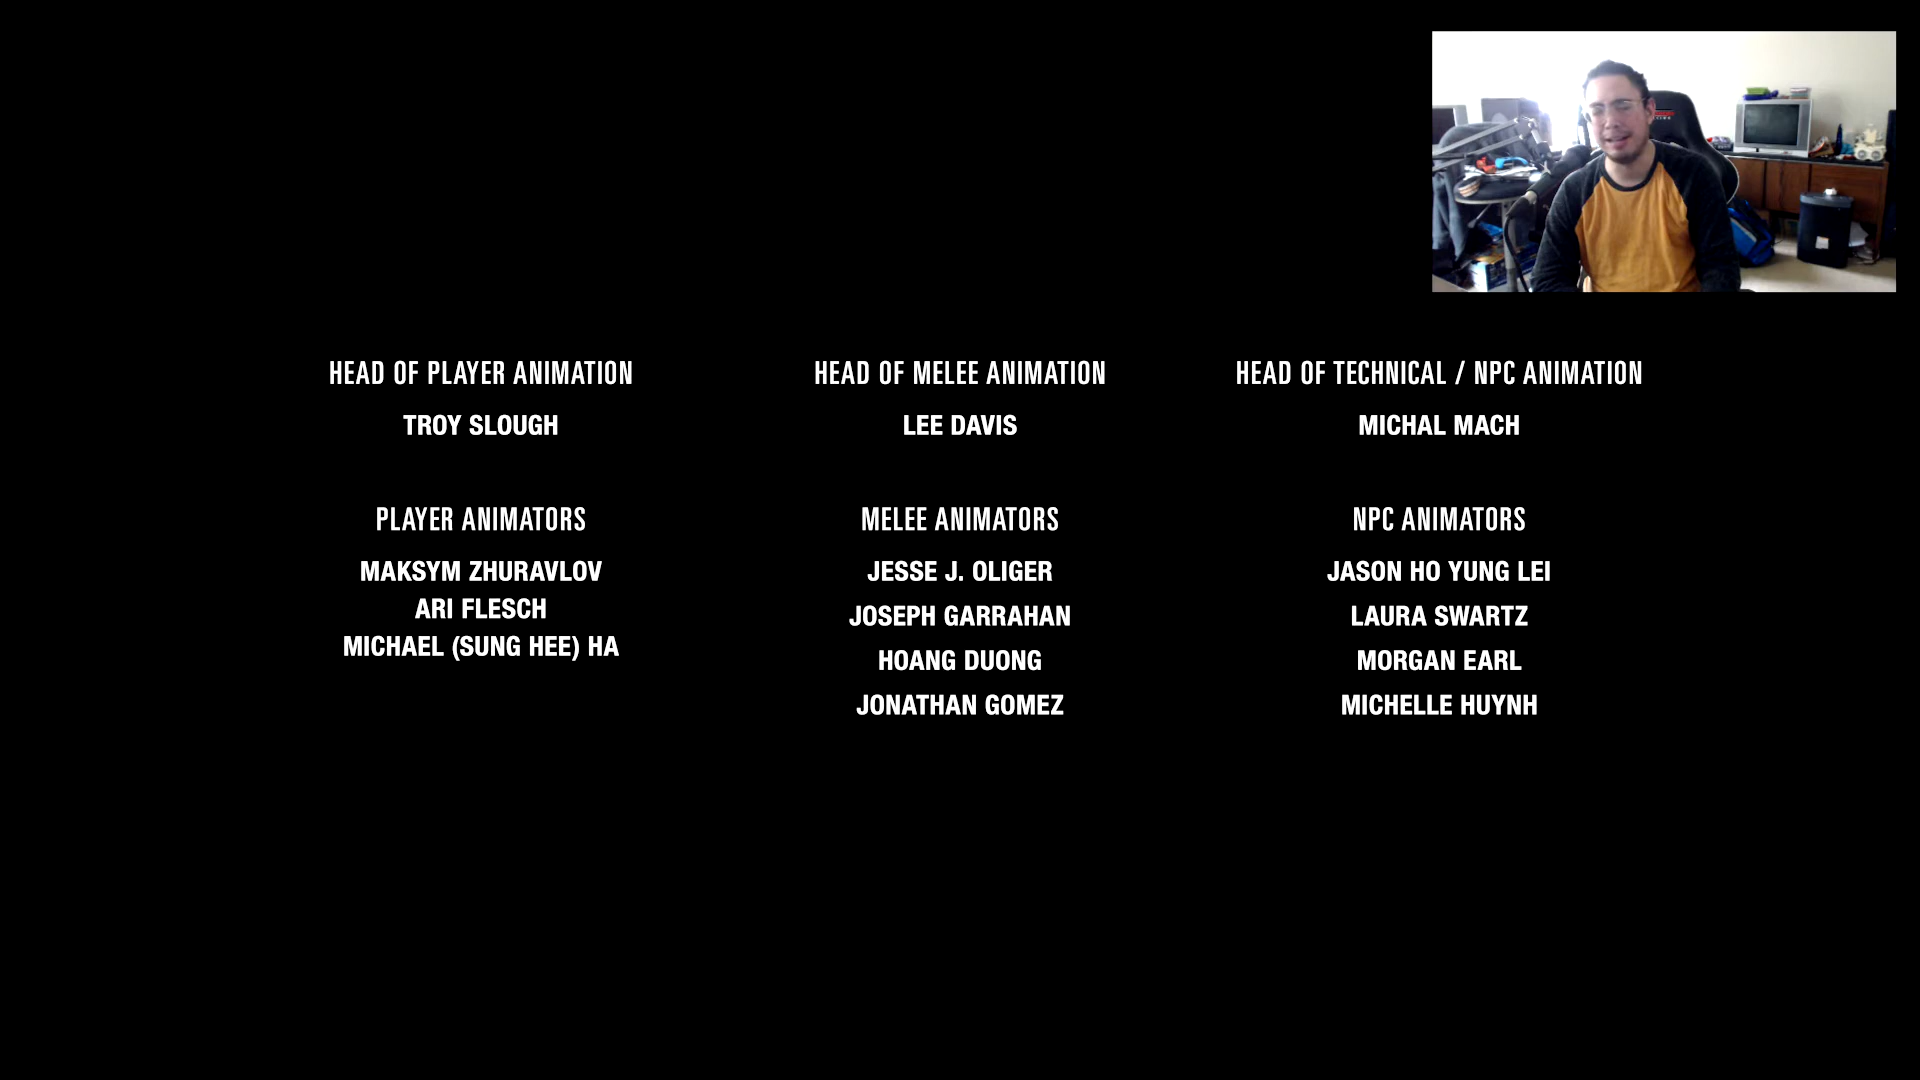 HEAD OF PLAYER ANIMATION
TROY SLOUGH
PLAYER ANIMATORS
MAKSYM ZHURAVLOV
ARI FLESCH
MICHAEL (SUNG HEE) HA
HEAD OF MELEE ANIMATION
LEE DAVIS
MELEE ANIMATORS
JESSE J. OLIGER
JOSEPH GARRAHAN
HOANG DUONG
JONATHAN GOMEZ
HEAD OF TECHNICAL / NPC ANIMATION
MICHAL MACH
NPC ANIMATORS
JASON HO YUNG LEI
LAURA SWARTZ
MORGAN EARL
MICHELLE HUYNH